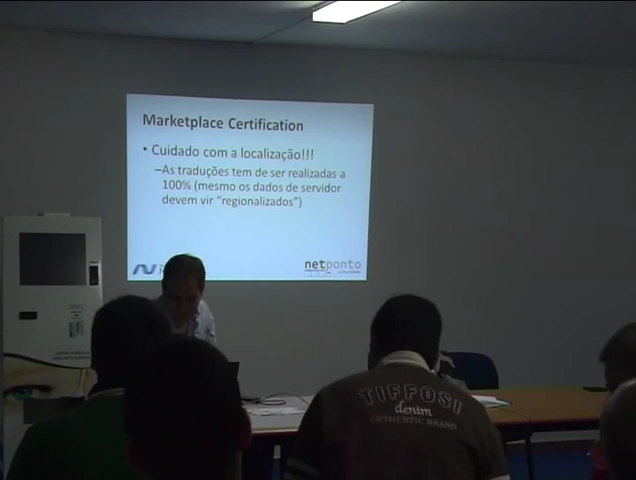 Marketplace Certification
• Cuidado com a localização!!!
–As traduções tem de ser realizadas a
100% (mesmo os dados de servidor
devem vir “regionalizados”)
netponto
TIFFOSI
denim
AUTHENTIC BRAND